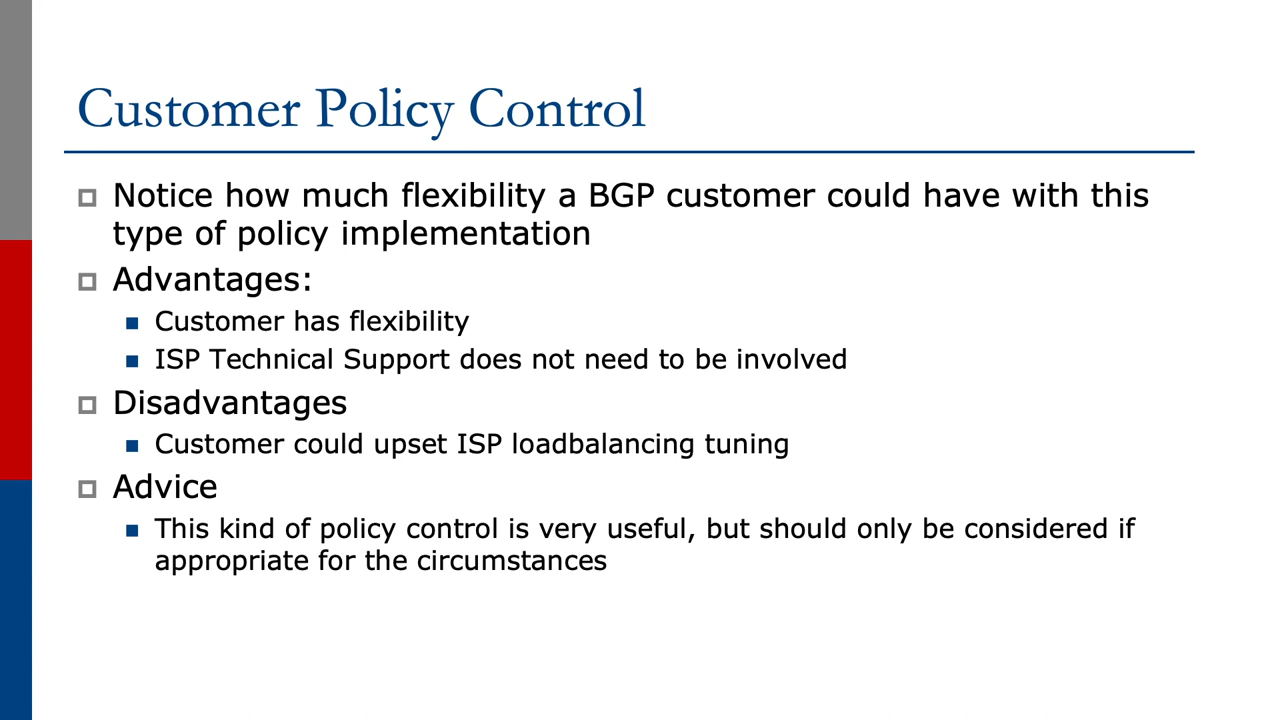 Customer Policy Control
Notice how much flexibility a BGP customer could have with this
type of policy implementation
Advantages:
Customer has flexibility
ISP Technical Support does not need to be involved
Disadvantages
Customer could upset ISP loadbalancing tuning
Advice
This kind of policy control is very useful, but should only be considered if
appropriate for the circumstances